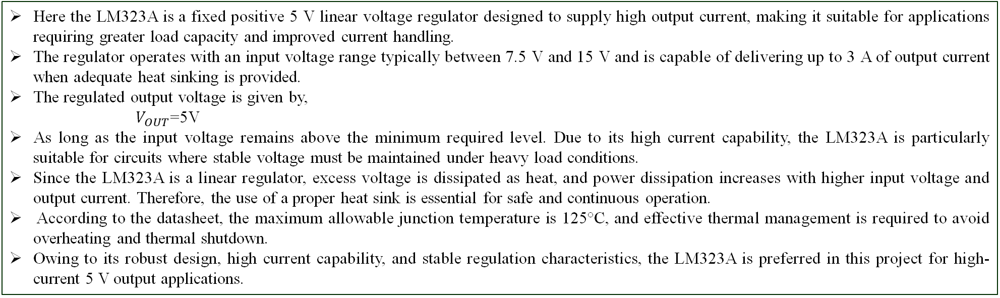 ➢ Here the LM323A is a fixed positive 5 V linear voltage regulator designed to supply high output current, making it suitable for applications
requiring greater load capacity and improved current handling.
➢ The regulator operates with an input voltage range typically between 7.5 V and 15 V and is capable of delivering up to 3 A of output current
when adequate heat sinking is provided.
➢ The regulated output voltage is given by,
V_OUT=5V
➢ As long as the input voltage remains above the minimum required level. Due to its high current capability, the LM323A is particularly
suitable for circuits where stable voltage must be maintained under heavy load conditions.
➢ Since the LM323A is a linear regulator, excess voltage is dissipated as heat, and power dissipation increases with higher input voltage and
output current. Therefore, the use of a proper heat sink is essential for safe and continuous operation.
➢ According to the datasheet, the maximum allowable junction temperature is 125°C, and effective thermal management is required to avoid
overheating and thermal shutdown.
➢ Owing to its robust design, high current capability, and stable regulation characteristics, the LM323A is preferred in this project for high-
current 5 V output applications.